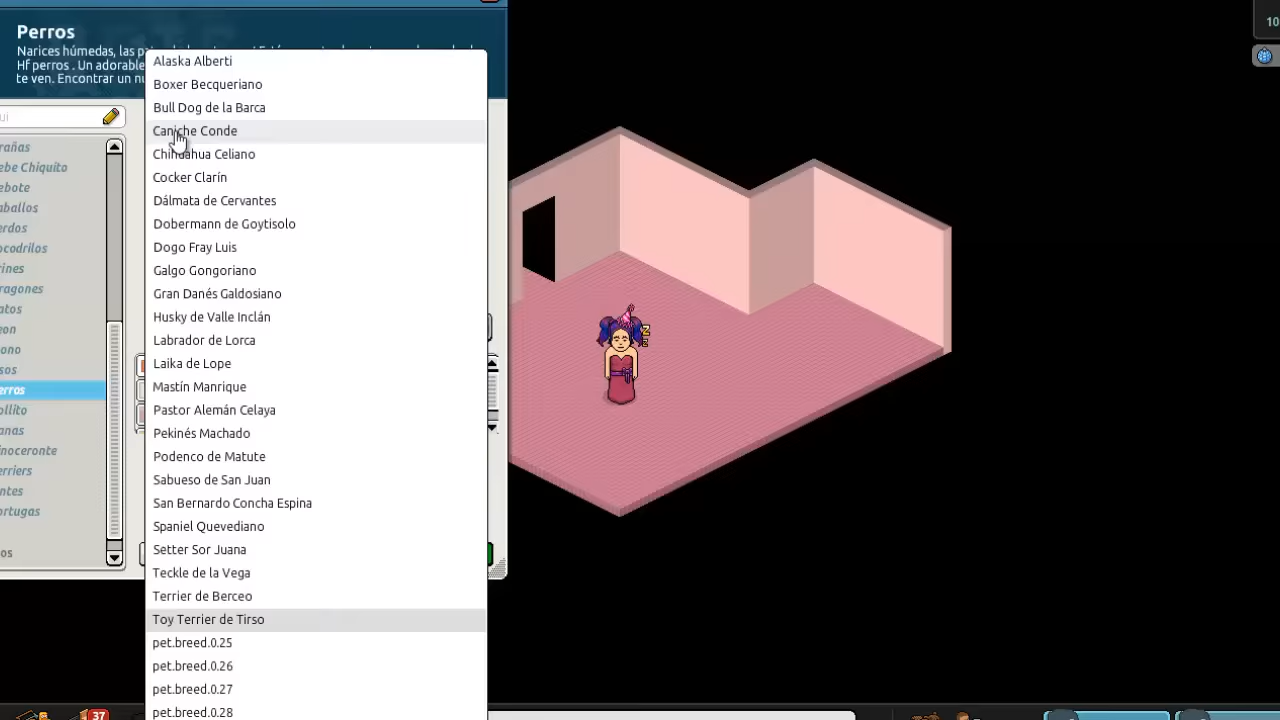 Perros
Narices húmedas, las
Hf perros . Un adorable
te ven. Encontrar un
ui
rañas
ebe Chiquito
ebote
aballos
erdos
ocodrilos
rines
ragones
atos
eon
ono
sos
erros
ollito
anas
inoceronte
erriers
ntes
ortugas
os
Alaska Alberti
Boxer Becqueriano
Bull Dog de la Barca
Caniche Conde
Chihuahua Celiano
Cocker Clarín
Dálmata de Cervantes
Dobermann de Goytisolo
Dogo Fray Luis
Galgo Gongoriano
Gran Danés Galdosiano
Husky de Valle Inclán
Labrador de Lorca
Laika de Lope
Mastín Manrique
Pastor Alemán Celaya
Pekinés Machado
Podenco de Matute
Sabueso de San Juan
San Bernardo Concha Espina
Spaniel Quevediano
Setter Sor Juana
Teckle de la Vega
Terrier de Berceo
Toy Terrier de Tirso
pet.breed.0.25
pet.breed.0.26
pet.breed.0.27
pet.breed.0.28
10
37